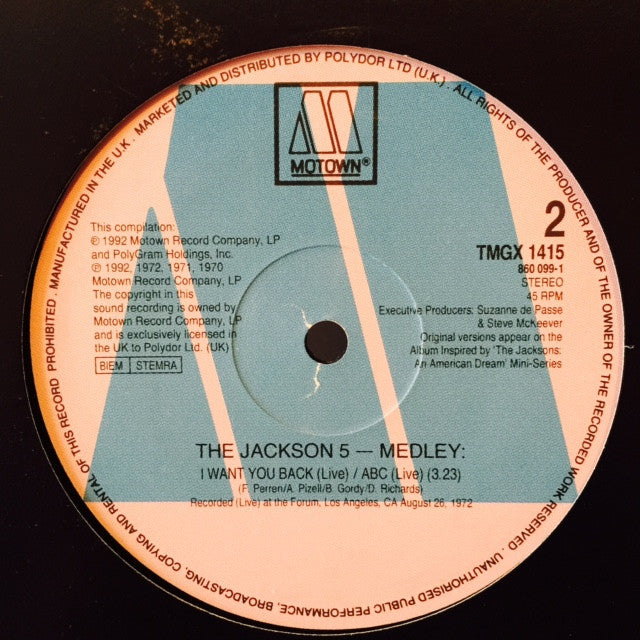 PROHIBITED . MANUFACTURED IN THE U.K . MARKETED AND DISTRIBUTED BY POLYDOR LTD (U.K.) . ALL RIGHTS OF THE PRODUCER AND OF THE OWNER OF THE RECORDED WORK RESERVED . UNAUTHORISED PUBLIC PERFORMANCE, BROADCASTING, COPYING AND RENTAL OF THIS RECORD
MOTOWN®
2
TMGX 1415
860 099-1
STEREO
45 RPM
This compilation:
℗ 1992 Motown Record Company, LP
and PolyGram Holdings, Inc.
℗ 1992, 1972, 1971, 1970
Motown Record Company, LP
The copyright in this
sound recording is owned by
Motown Record Company, LP
and is exclusively licensed in
the UK to Polydor Ltd. (UK)
BIEM STEMRA
Executive Producers: Suzanne de Passe
& Steve McKeever
Original versions appear on the
Album Inspired by 'The Jacksons:
An American Dream' Mini-Series
THE JACKSON 5 — MEDLEY:
I WANT YOU BACK (Live) / ABC (Live) (3.23)
(F. Perren/A. Pizell/B. Gordy/D. Richards)
Recorded (Live) at the Forum, Los Angeles, CA August 26, 1972